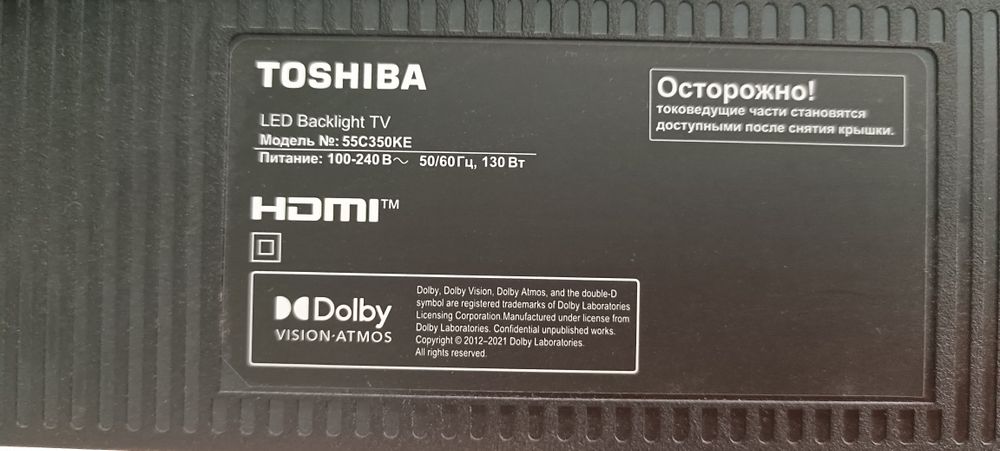 TOSHIBA
LED Backlight TV
Модель №: 55C350KE
Питание: 100-240 В～ 50/60 Гц, 130 Вт
HDMI™
Осторожно!
токоведущие части становятся
доступными после снятия крышки.
Dolby
VISION·ATMOS
Dolby, Dolby Vision, Dolby Atmos, and the double-D
symbol are registered trademarks of Dolby Laboratories
Licensing Corporation.Manufactured under license from
Dolby Laboratories. Confidential unpublished works.
Copyright © 2012–2021 Dolby Laboratories.
All rights reserved.